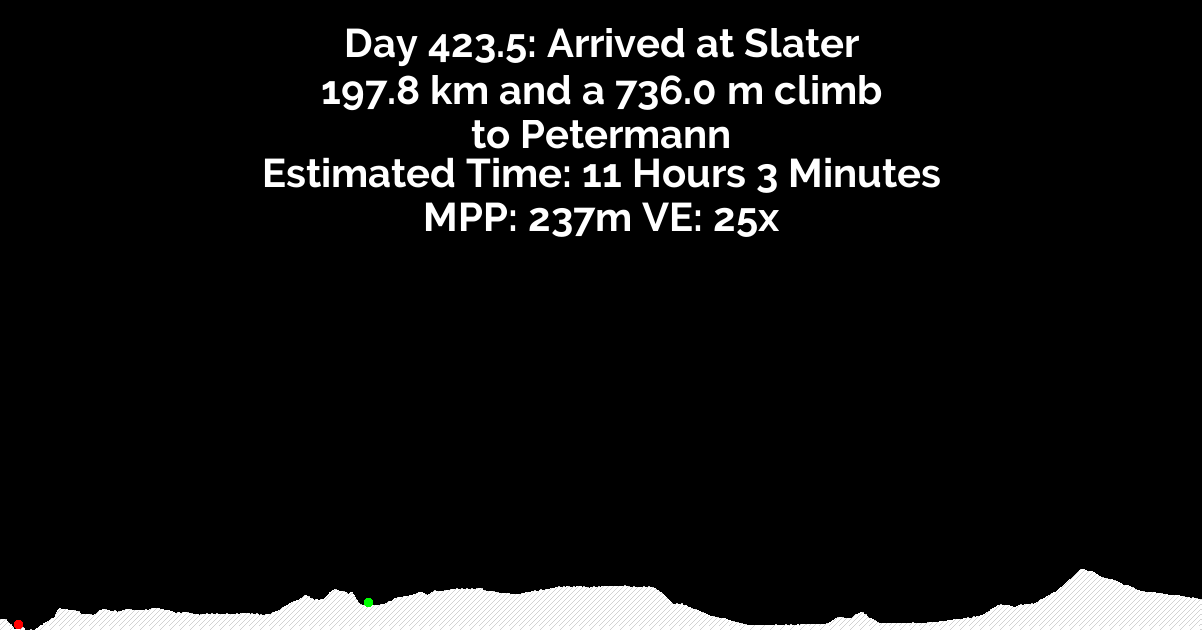 Day 423.5: Arrived at Slater
197.8 km and a 736.0 m climb
to Petermann
Estimated Time: 11 Hours 3 Minutes
MPP: 237m VE: 25x